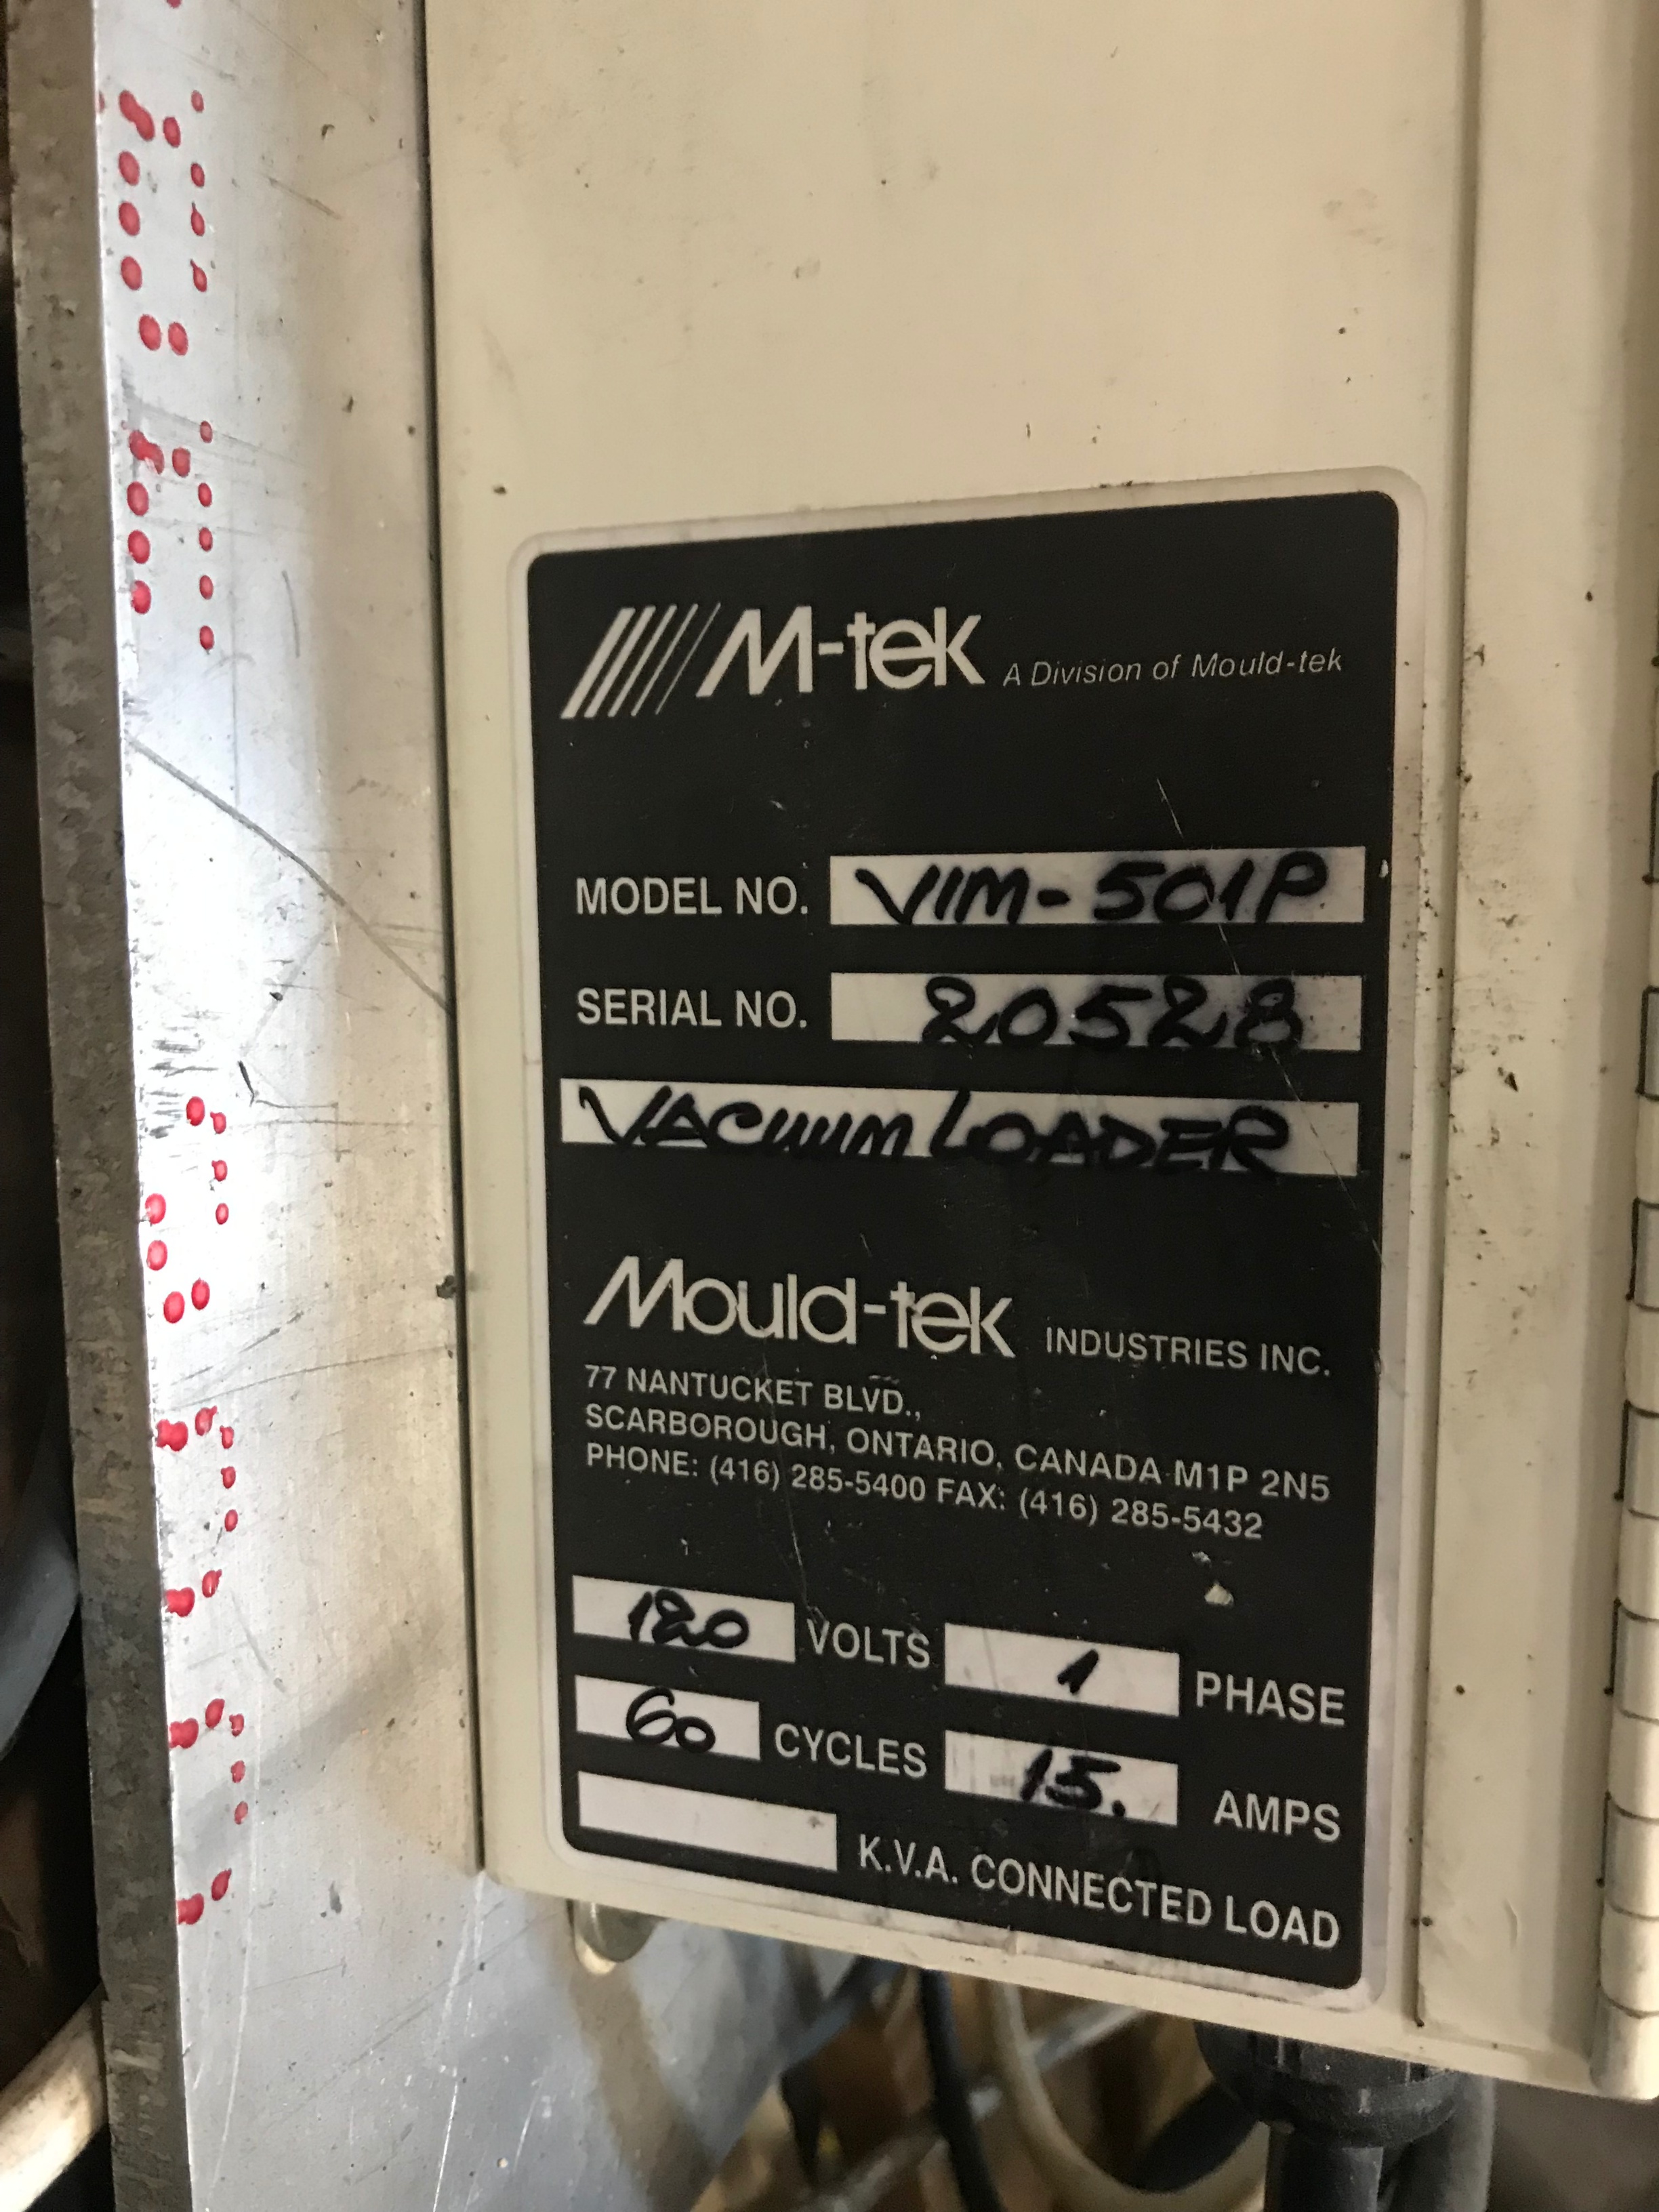 M-tek A Division of Mould-tek
MODEL NO. VIM-501P
SERIAL NO. 20528
VACUUM LOADER
Mould-tek INDUSTRIES INC.
77 NANTUCKET BLVD.,
SCARBOROUGH, ONTARIO, CANADA M1P 2N5
PHONE: (416) 285-5400 FAX: (416) 285-5432
120 VOLTS 1 PHASE
60 CYCLES 15. AMPS
K.V.A. CONNECTED LOAD